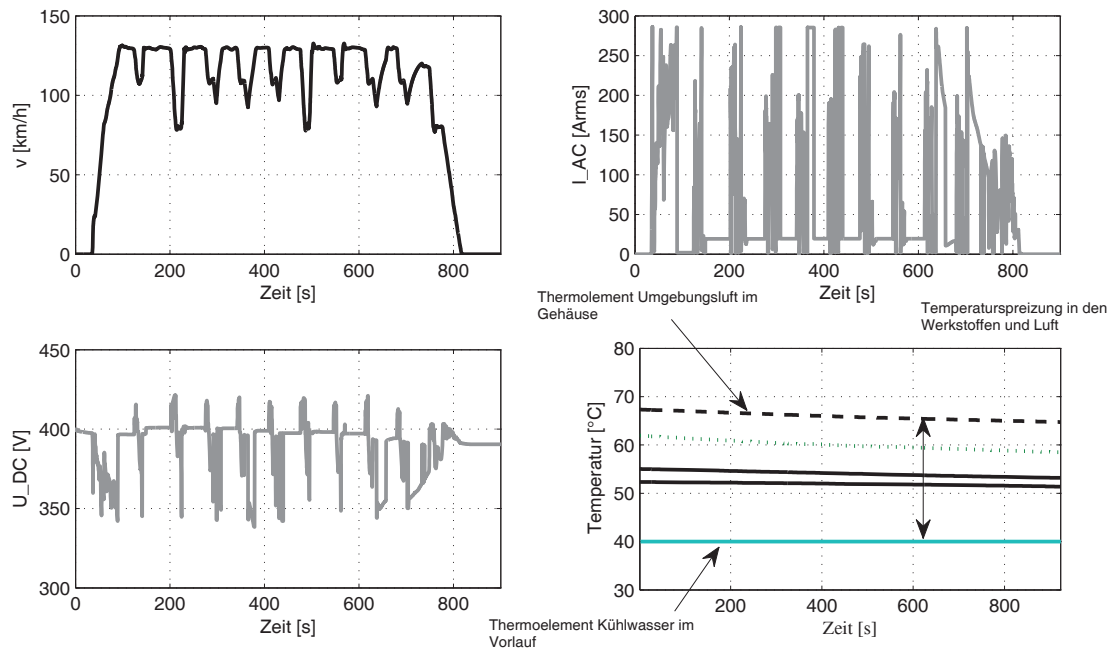 150
100
50
0
v [km/h]
0 200 400 600 800
Zeit [s]
300
250
200
150
100
50
0
I_AC [Arms]
0 200 400 600 800
Zeit [s]
Thermolement Umgebungsluft im
Gehäuse
Temperaturspreizung in den
Werkstoffen und Luft
450
400
350
300
U_DC [V]
0 200 400 600 800
Zeit [s]
80
70
60
50
40
30
Temperatur [°C]
200 400 600 800
Zeit [s]
Thermoelement Kühlwasser im
Vorlauf